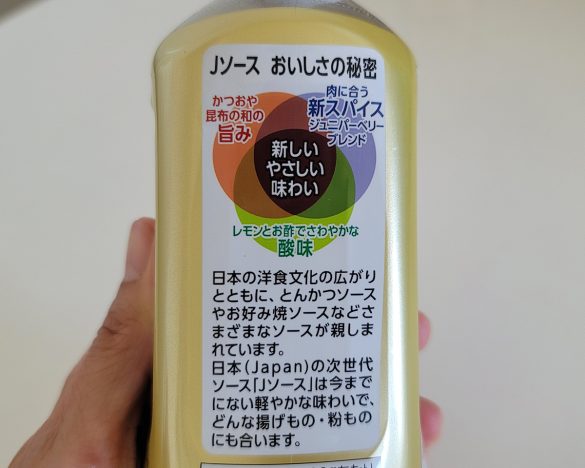 Jソース おいしさの秘密
かつおや
昆布の和の
旨み
肉に合う
新スパイス
ジュニパーベリー
ブレンド
新しい
やさしい
味わい
レモンとお酢でさわやかな
酸味
日本の洋食文化の広がり
とともに、とんかつソース
やお好み焼ソースなどさ
まざまなソースが親しま
れています。
日本(Japan)の次世代
ソース「Jソース」は今まで
にない軽やかな味わいで、
どんな揚げもの・粉もの
にも合います。